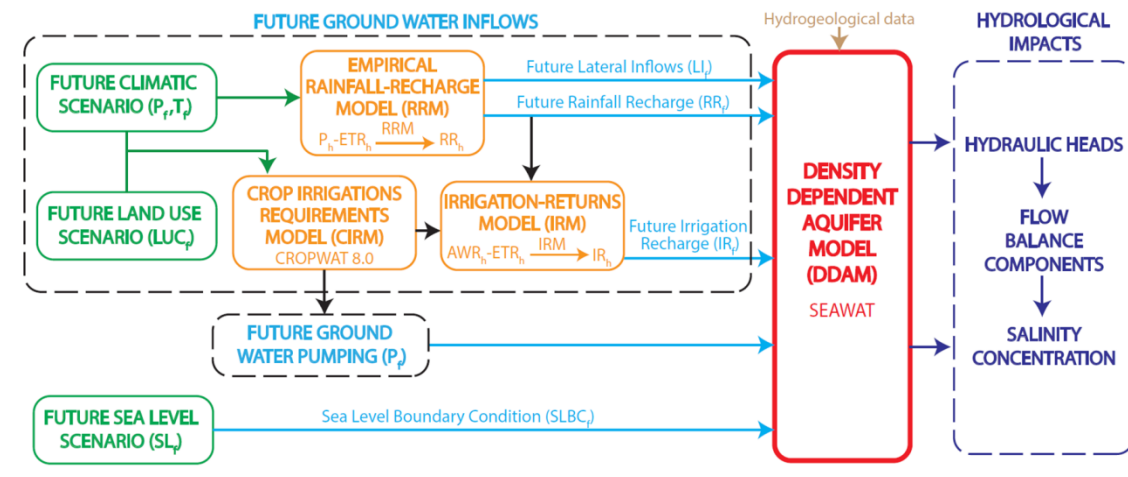 FUTURE GROUND WATER INFLOWS
Hydrogeological data
HYDROLOGICAL
IMPACTS
FUTURE CLIMATIC
SCENARIO (Pf,Tf)
EMPIRICAL
RAINFALL-RECHARGE
MODEL (RRM)
RRM
Ph-ETRh RRh
Future Lateral Inflows (LIf)
Future Rainfall Recharge (RRf)
FUTURE LAND USE
SCENARIO (LUCf)
CROP IRRIGATIONS
REQUIREMENTS
MODEL (CIRM)
CROPWAT 8.0
IRRIGATION-RETURNS
MODEL (IRM)
IRM
AWRh-ETRh IRh
Future Irrigation
Recharge (IRf)
FUTURE GROUND
WATER PUMPING (Pf)
FUTURE SEA LEVEL
SCENARIO (SLf)
Sea Level Boundary Condition (SLBCf)
DENSITY
DEPENDENT
AQUIFER
MODEL
(DDAM)
SEAWAT
HYDRAULIC HEADS
FLOW
BALANCE
COMPONENTS
SALINITY
CONCENTRATION